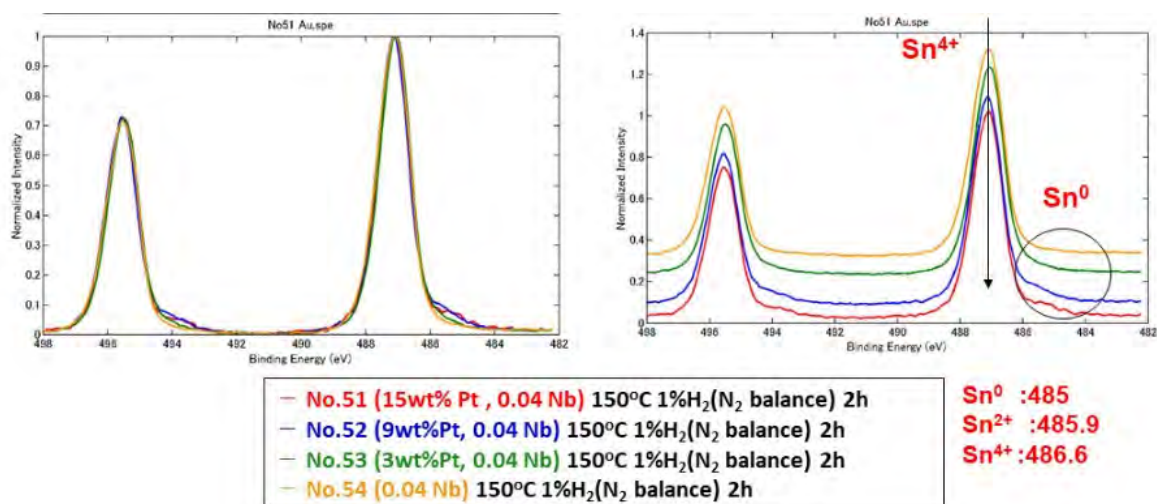 No51 Au.spe
1
0.9
0.8
0.7
0.6
0.5
0.4
0.3
0.2
0.1
0
498 496 494 492 490 488 486 484 482
Normalized Intensity
Binding Energy (eV)
No51 Au.spe
1.4
1.2
1
0.8
0.6
0.4
0.2
0
498 496 494 492 490 488 486 484 482
Normalized Intensity
Binding Energy (eV)
Sn⁴⁺
Sn⁰
— No.51 (15wt% Pt , 0.04 Nb) 150°C 1%H₂(N₂ balance) 2h
— No.52 (9wt%Pt, 0.04 Nb) 150°C 1%H₂(N₂ balance) 2h
— No.53 (3wt%Pt, 0.04 Nb) 150°C 1%H₂(N₂ balance) 2h
— No.54 (0.04 Nb) 150°C 1%H₂(N₂ balance) 2h
Sn⁰ :485
Sn²⁺ :485.9
Sn⁴⁺ :486.6